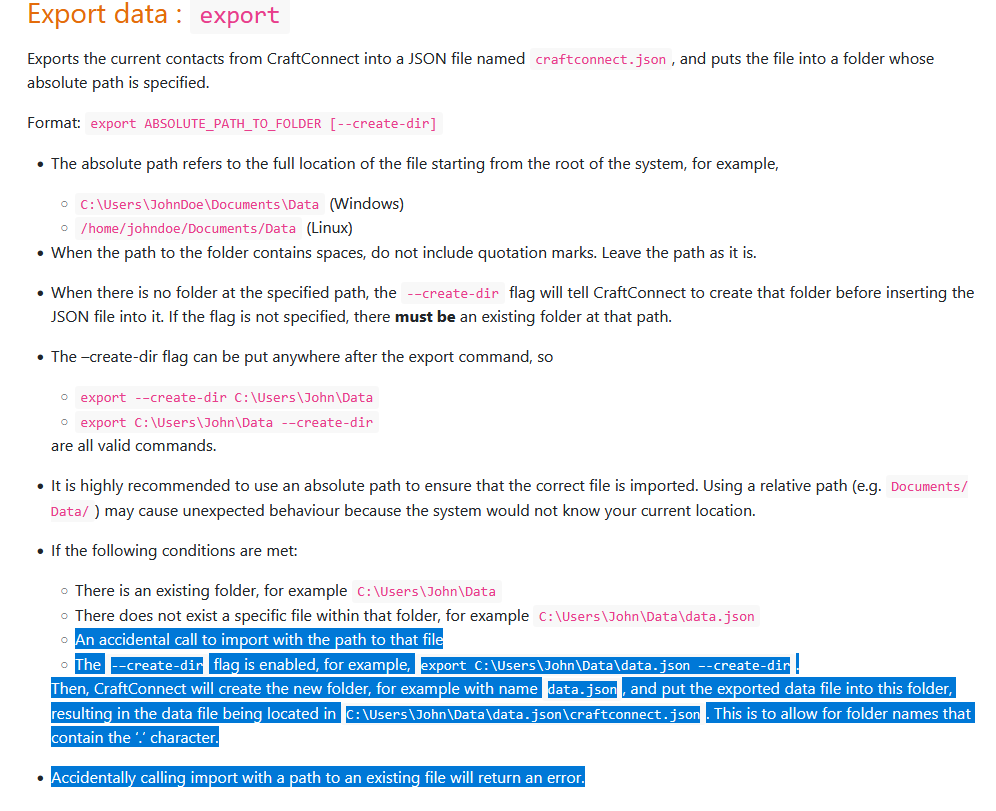 Export data : export
Exports the current contacts from CraftConnect into a JSON file named craftconnect.json , and puts the file into a folder whose
absolute path is specified.
Format: export ABSOLUTE_PATH_TO_FOLDER [--create-dir]
• The absolute path refers to the full location of the file starting from the root of the system, for example,
○ C:\Users\JohnDoe\Documents\Data (Windows)
○ /home/johndoe/Documents/Data (Linux)
• When the path to the folder contains spaces, do not include quotation marks. Leave the path as it is.
• When there is no folder at the specified path, the --create-dir flag will tell CraftConnect to create that folder before inserting the
JSON file into it. If the flag is not specified, there must be an existing folder at that path.
• The –create-dir flag can be put anywhere after the export command, so
○ export --create-dir C:\Users\John\Data
○ export C:\Users\John\Data --create-dir
are all valid commands.
• It is highly recommended to use an absolute path to ensure that the correct file is imported. Using a relative path (e.g. Documents/
Data/ ) may cause unexpected behaviour because the system would not know your current location.
• If the following conditions are met:
○ There is an existing folder, for example C:\Users\John\Data
○ There does not exist a specific file within that folder, for example C:\Users\John\Data\data.json
○ An accidental call to import with the path to that file
○ The --create-dir flag is enabled, for example, export C:\Users\John\Data\data.json --create-dir .
Then, CraftConnect will create the new folder, for example with name data.json , and put the exported data file into this folder,
resulting in the data file being located in C:\Users\John\Data\data.json\craftconnect.json . This is to allow for folder names that
contain the ‘.’ character.
• Accidentally calling import with a path to an existing file will return an error.